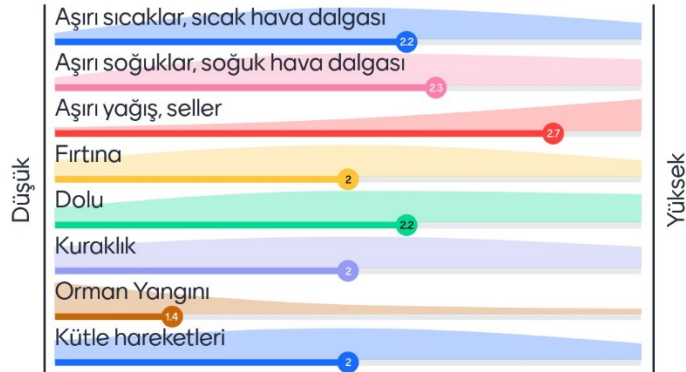 Aşırı sıcaklar, sıcak hava dalgası
2.2
Aşırı soğuklar, soğuk hava dalgası
2.3
Aşırı yağış, seller
2.7
Fırtına
2
Dolu
2.2
Kuraklık
2
Orman Yangını
1.4
Kütle hareketleri
2
Düşük
Yüksek